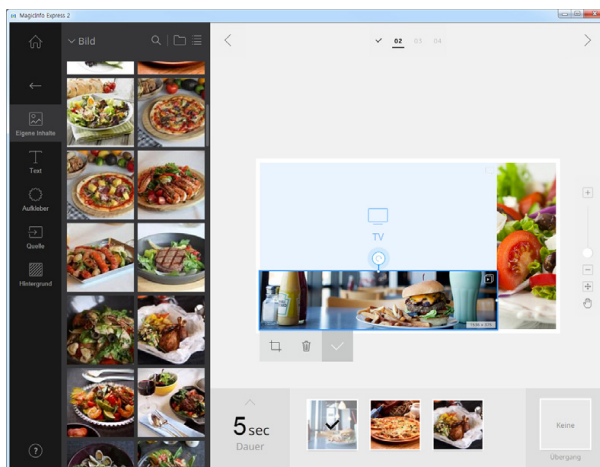 MagicInfo Express 2
Bild
02 03 04
Eigene Inhalte
Text
Aufkleber
Quelle
Hintergrund
TV
5 sec
Dauer
Keine
Übergang